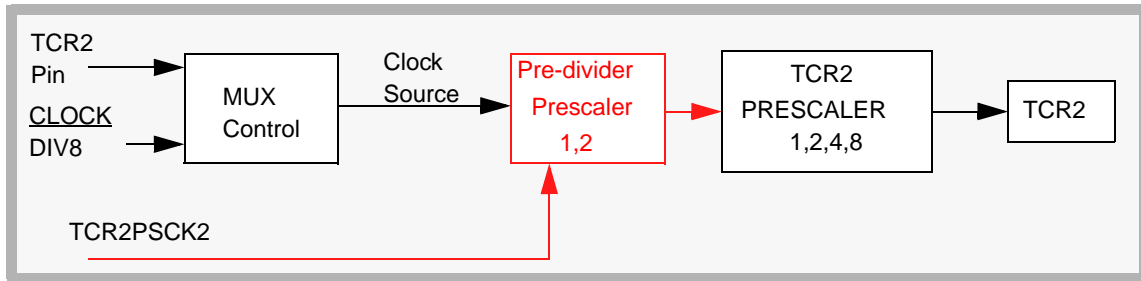 TCR2
Pin
CLOCK
DIV8
MUX
Control
Clock
Source
Pre-divider
Prescaler
1,2
TCR2
PRESCALER
1,2,4,8
TCR2
TCR2PSCK2